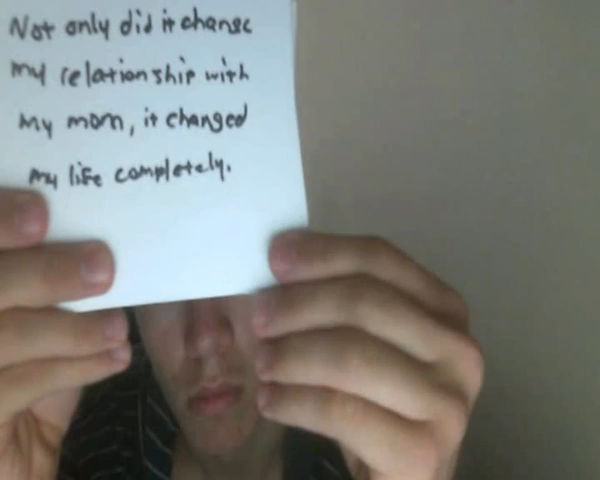 Not only did it change
my relationship with
my mom, it changed
my life completely.